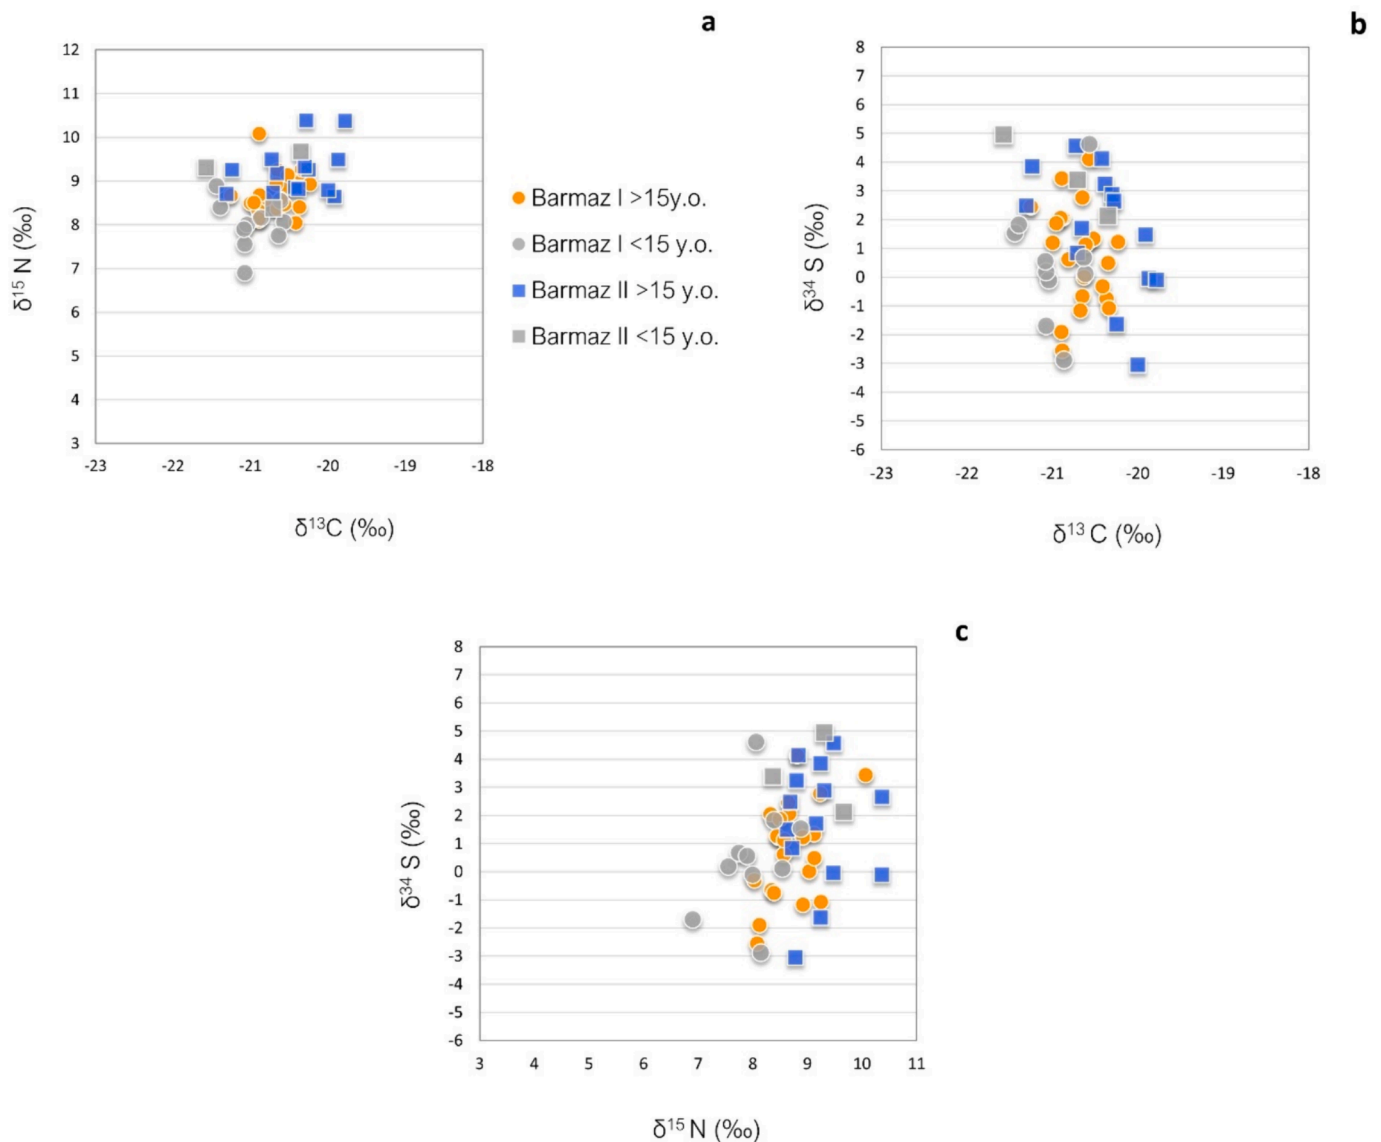 a
12
11
10
9
8
7
6
5
4
3
-23 -22 -21 -20 -19 -18
δ¹⁵N (‰)
δ¹³C (‰)
Barmaz I >15y.o.
Barmaz I <15 y.o.
Barmaz II >15 y.o.
Barmaz II <15 y.o.
b
8
7
6
5
4
3
2
1
0
-1
-2
-3
-4
-5
-6
-23 -22 -21 -20 -19 -18
δ³⁴ S (‰)
δ¹³ C (‰)
c
8
7
6
5
4
3
2
1
0
-1
-2
-3
-4
-5
-6
3 4 5 6 7 8 9 10 11
δ³⁴ S (‰)
δ¹⁵ N (‰)